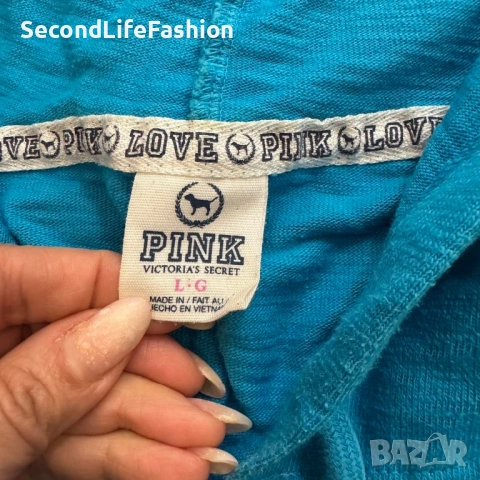 SecondLifeFashion
LOVE PINK LOVE PINK LOVE
PINK
VICTORIA'S SECRET
L·G
MADE IN / FAIT AU /
HECHO EN VIETNAM
BAZAR